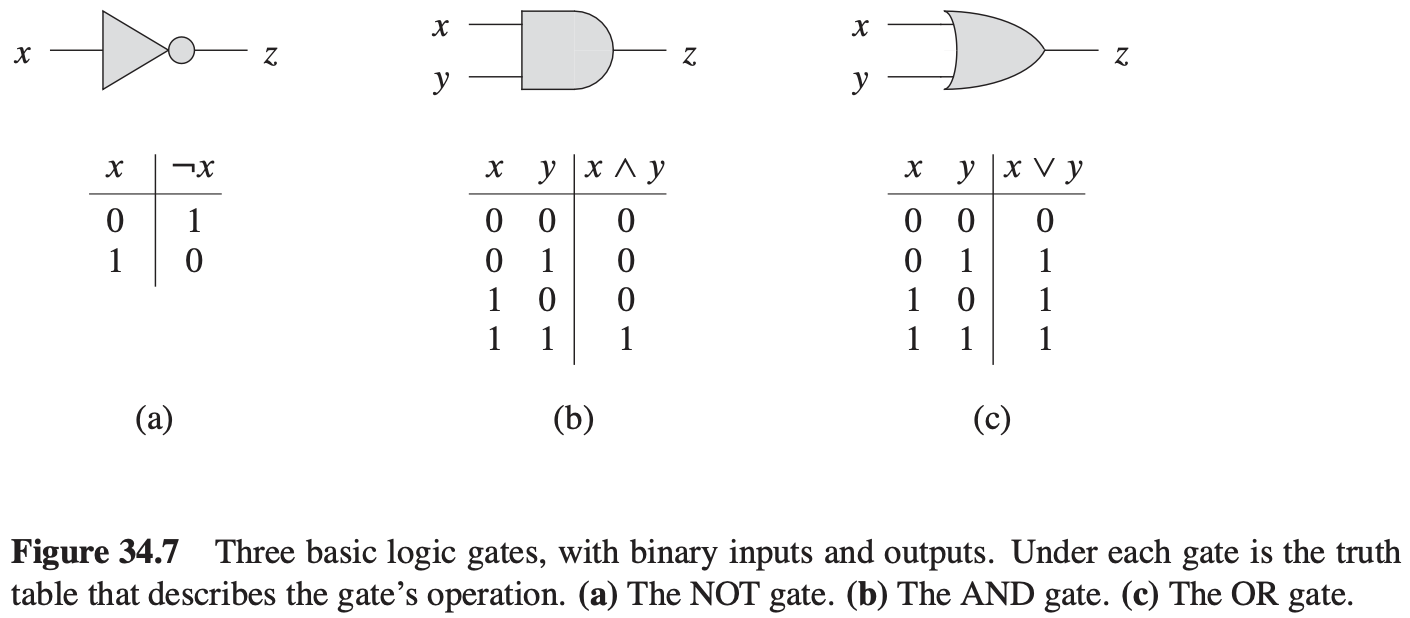 x z x y z x y z
x ¬x
0 1
1 0
x y x ∧ y
0 0 0
0 1 0
1 0 0
1 1 1
x y x ∨ y
0 0 0
0 1 1
1 0 1
1 1 1
(a) (b) (c)
Figure 34.7 Three basic logic gates, with binary inputs and outputs. Under each gate is the truth
table that describes the gate’s operation. (a) The NOT gate. (b) The AND gate. (c) The OR gate.